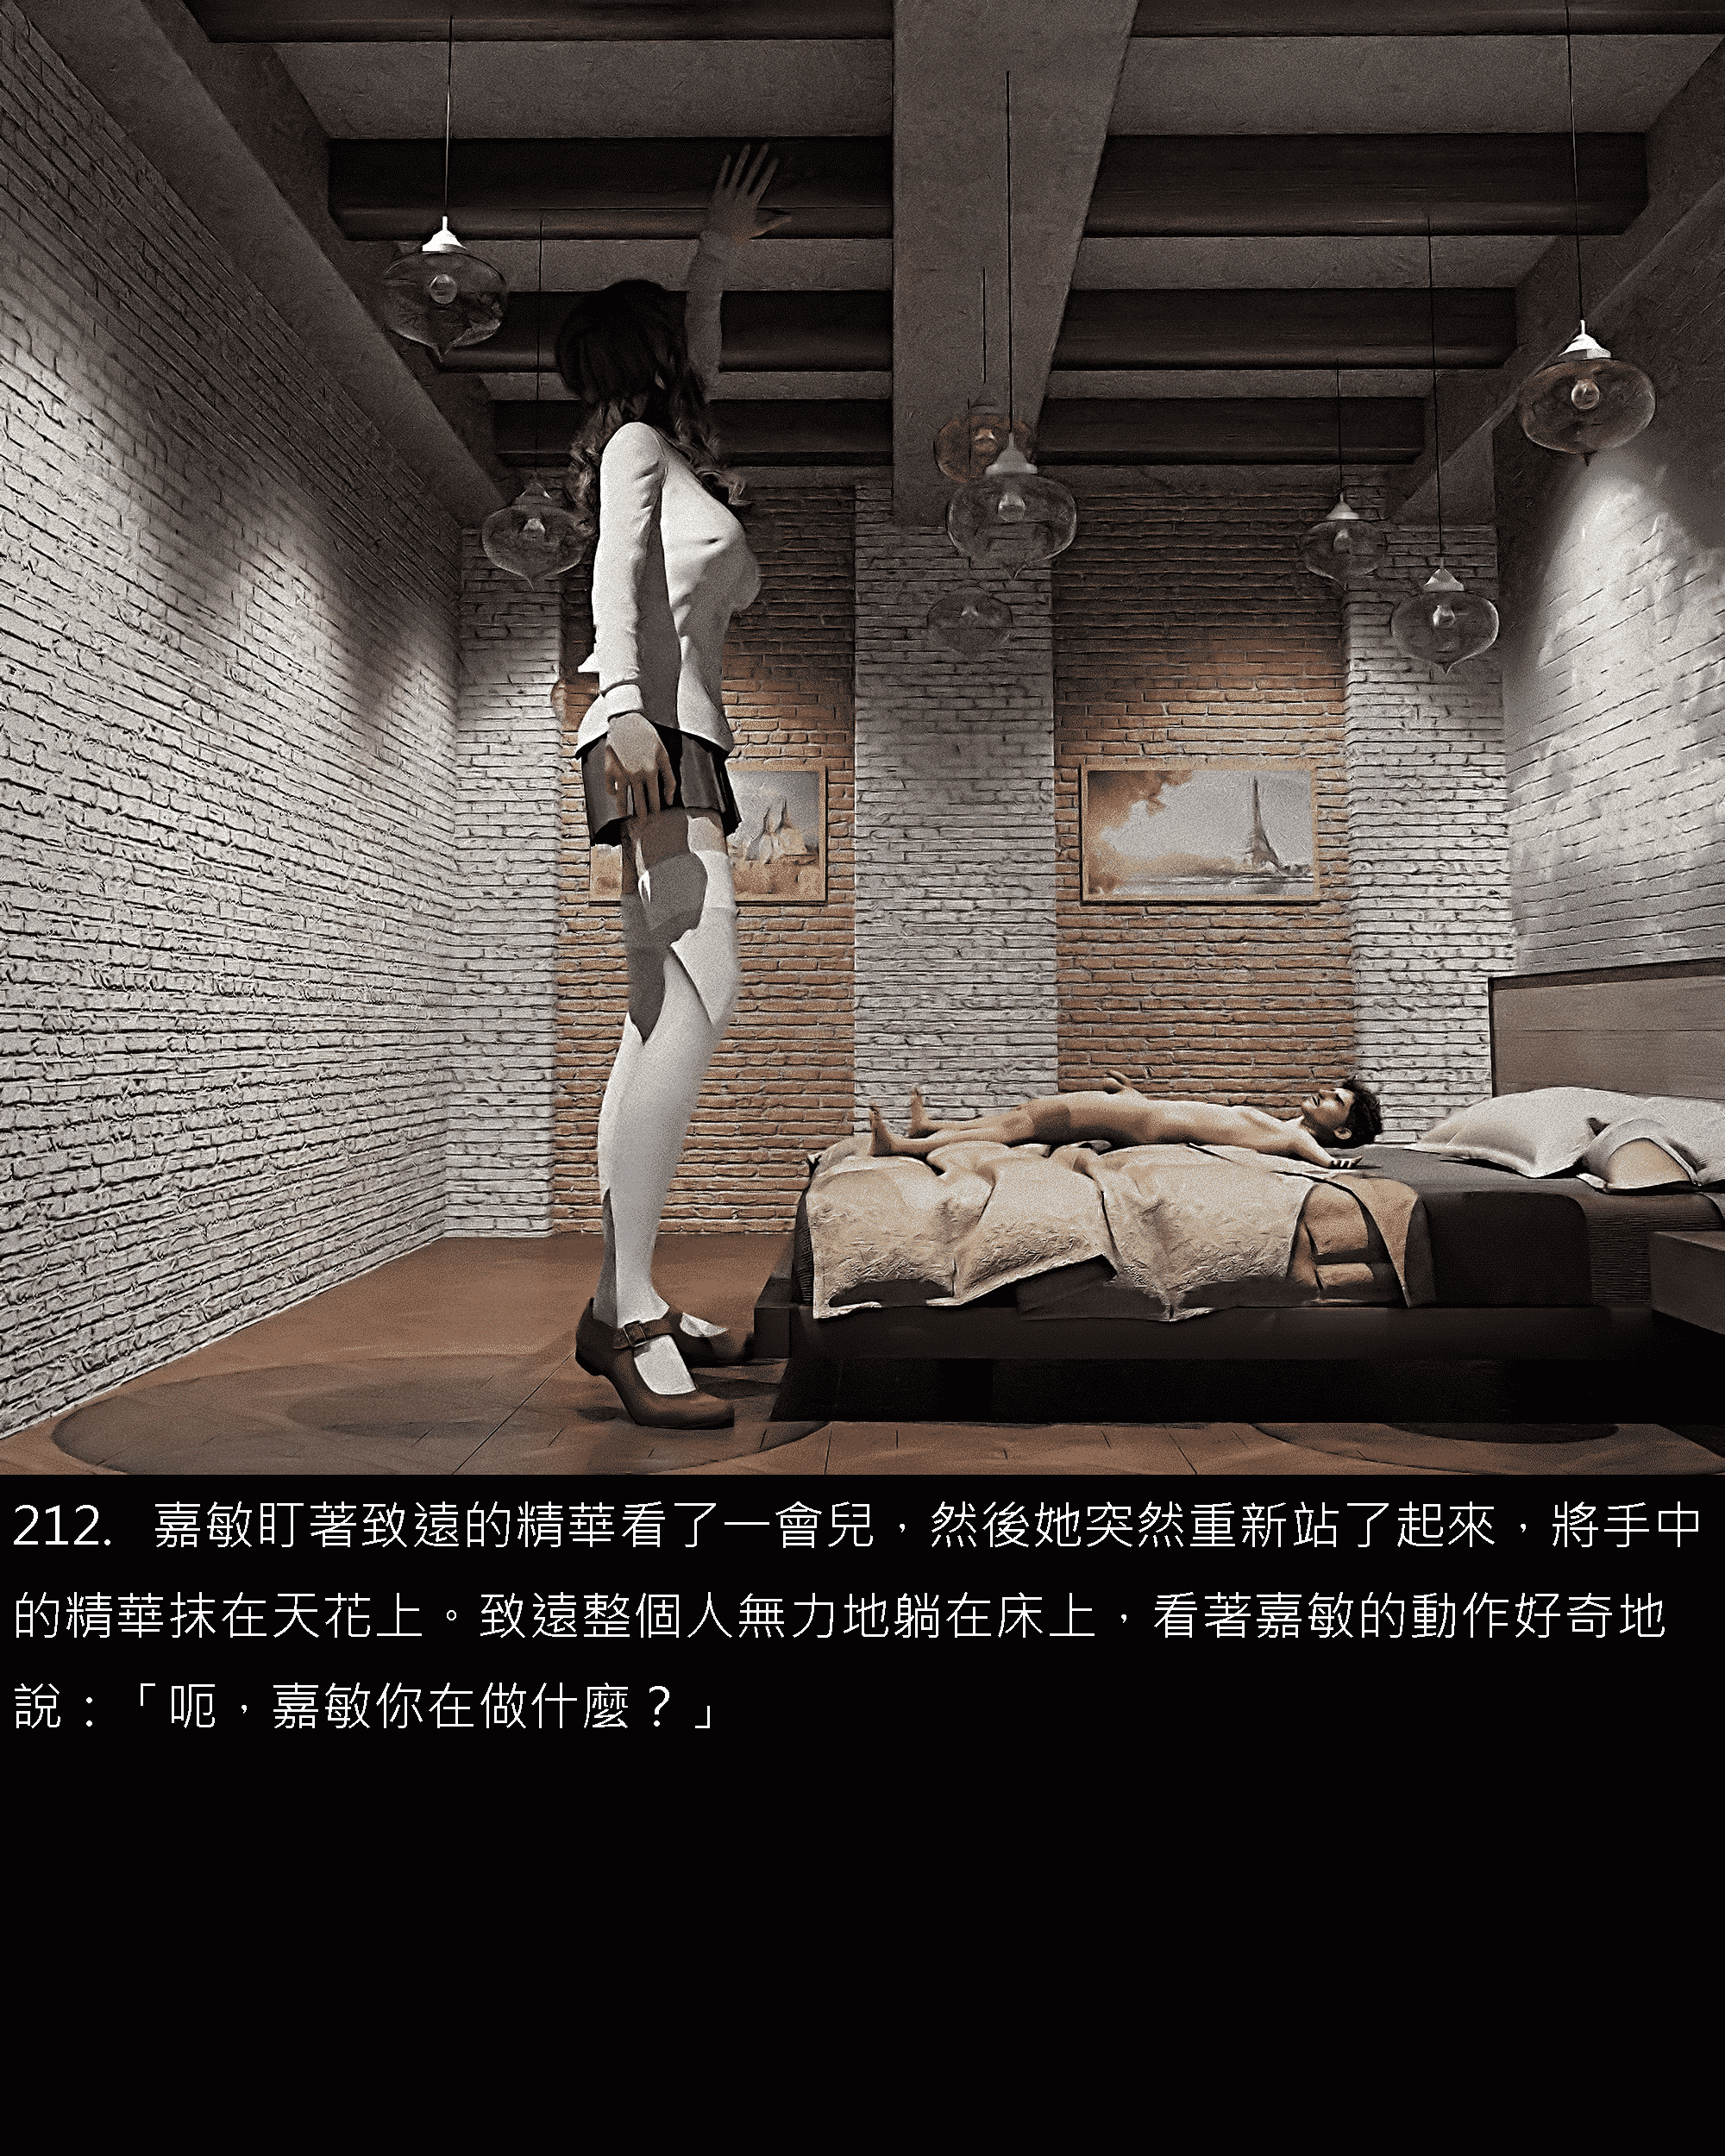 212. 嘉敏盯著致遠的精華看了一會兒，然後她突然重新站了起來，將手中
的精華抹在天花上。致遠整個人無力地躺在床上，看著嘉敏的動作好奇地
說：「呃，嘉敏你在做什麼？」